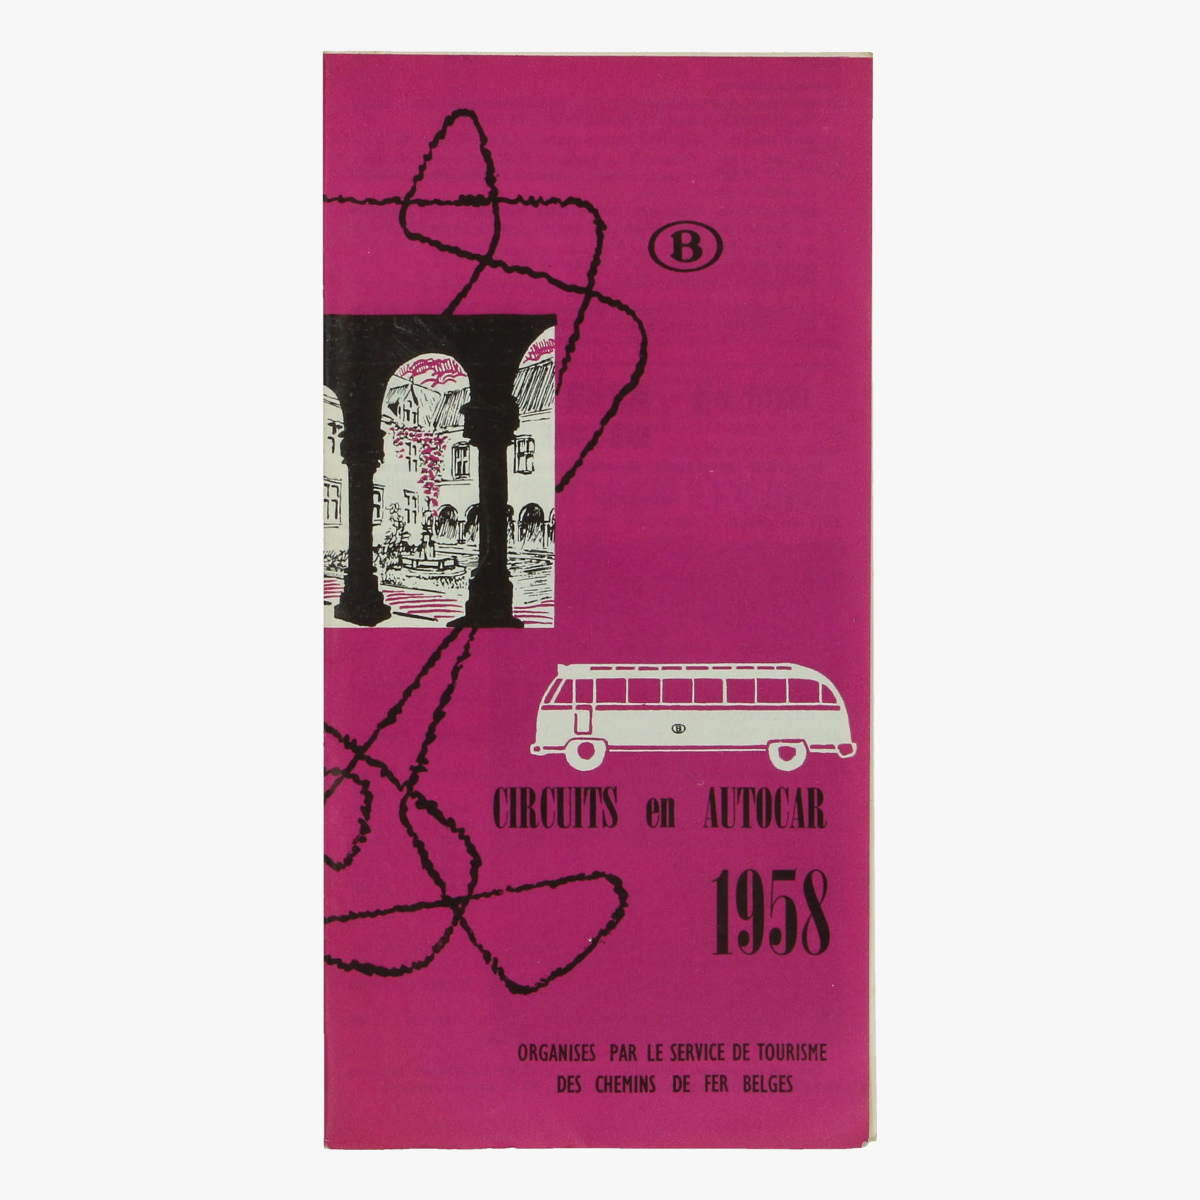 B
B
CIRCUITS en AUTOCAR
1958
ORGANISES PAR LE SERVICE DE TOURISME
DES CHEMINS DE FER BELGES